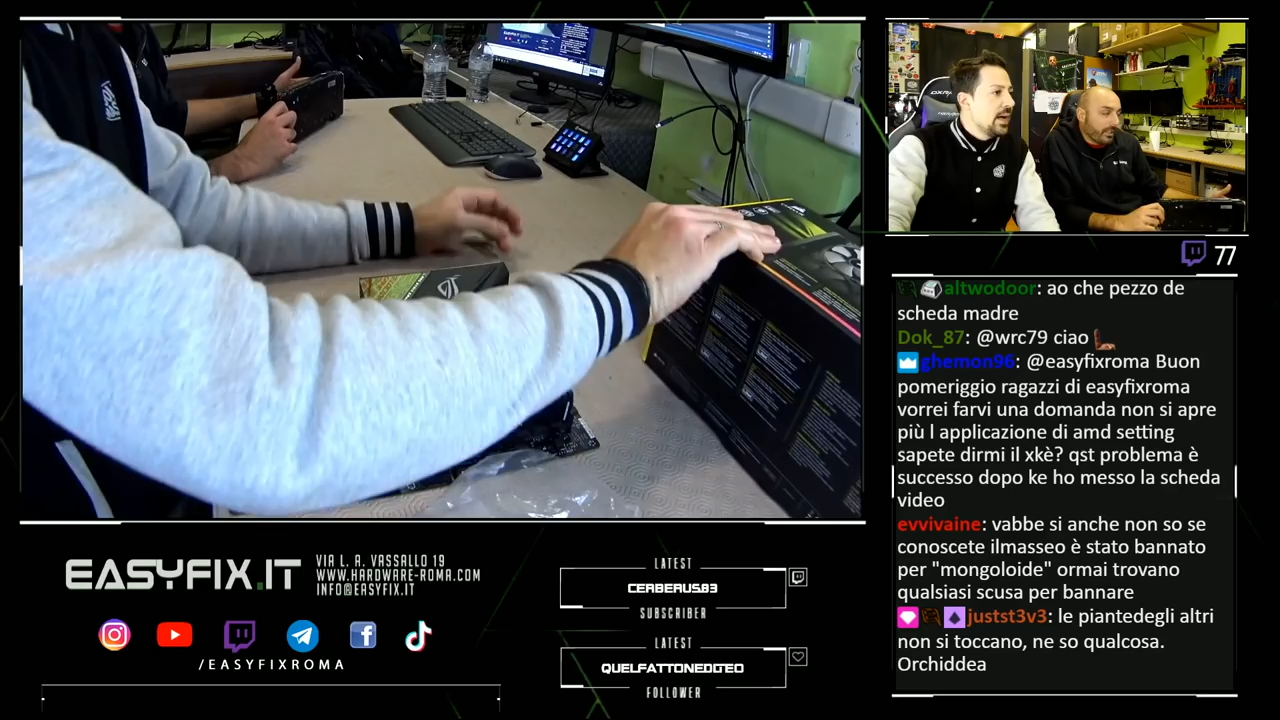 77
altwodoor: ao che pezzo de
scheda madre
Dok_87: @wrc79 ciao
ghemon96: @easyfixroma Buon
pomeriggio ragazzi di easyfixroma
vorrei farvi una domanda non si apre
più l applicazione di amd setting
sapete dirmi il xkè? qst problema è
successo dopo ke ho messo la scheda
video
evvivaine: vabbe si anche non so se
conoscete ilmasseo è stato bannato
per "mongoloide" ormai trovano
qualsiasi scusa per bannare
justst3v3: le piantedegli altri
non si toccano, ne so qualcosa.
Orchiddea
EASYFIX.IT
VIA L. A. VASSALLO 19
WWW.HARDWARE-ROMA.COM
INFO@EASYFIX.IT
/EASYFIXROMA
LATEST
CERBERUS83
SUBSCRIBER
LATEST
QUELFATTONEDITEO
FOLLOWER